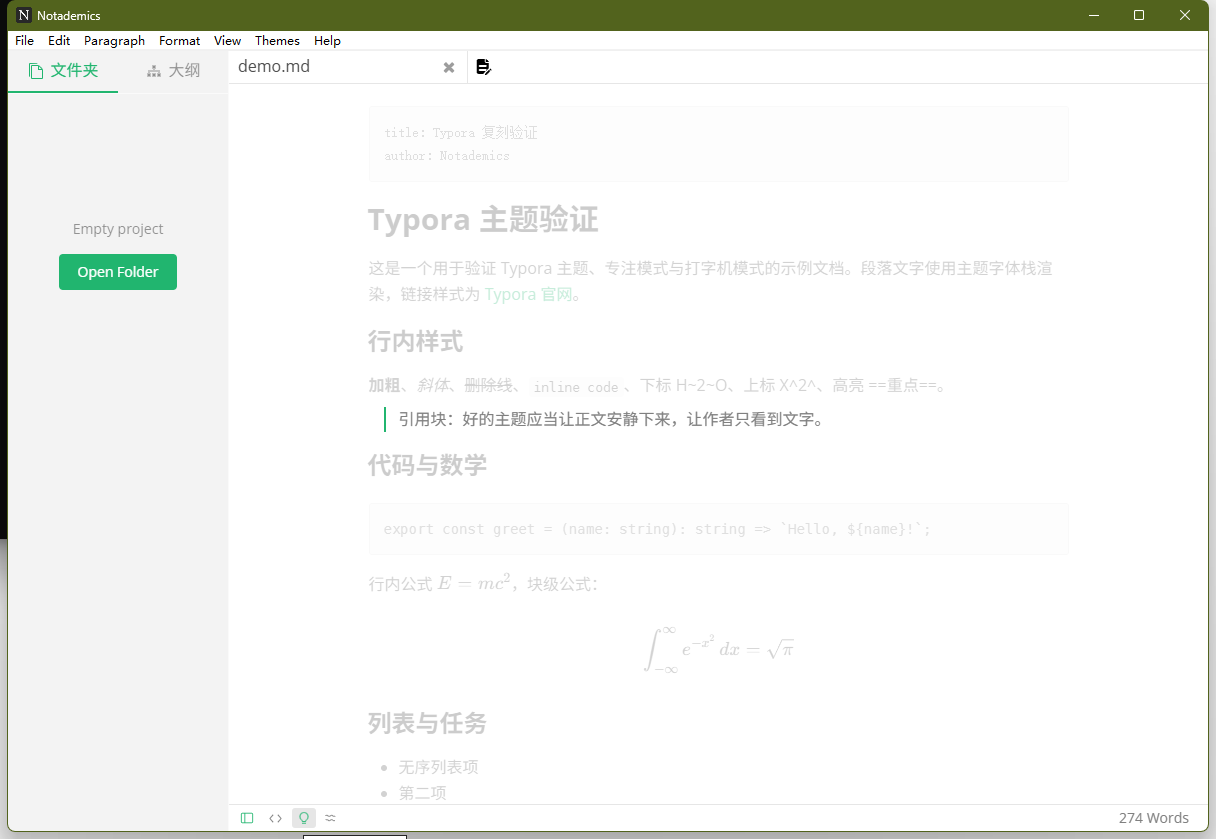 N Notademics
File Edit Paragraph Format View Themes Help
文件夹 大纲
demo.md
title: Typora 复刻验证
author: Notademics
Typora 主题验证
这是一个用于验证 Typora 主题、专注模式与打字机模式的示例文档。段落文字使用主题字体栈渲
染，链接样式为 Typora 官网。
Empty project
Open Folder
行内样式
加粗、斜体、删除线、 inline code 、下标 H~2~O、上标 X^2^、高亮 ==重点==。
引用块：好的主题应当让正文安静下来，让作者只看到文字。
代码与数学
export const greet = (name: string): string => `Hello, ${name}!`;
行内公式 E = mc²，块级公式：
∫_{-∞}^{∞} e^{-x²} dx = √π
列表与任务
• 无序列表项
• 第二项
274 Words